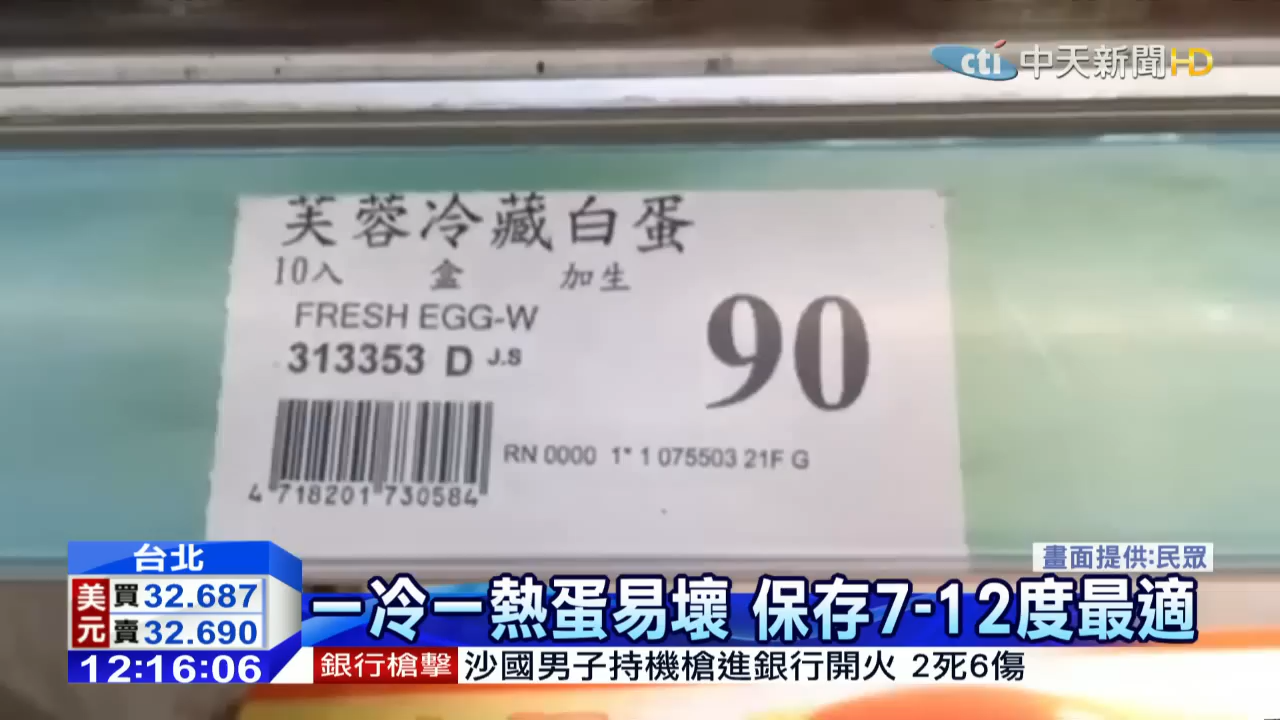 cti 中天新聞HD
芙蓉冷藏白蛋
10入 盒 加生
FRESH EGG-W
313353 D J.S
90
RN 0000 1* 1 075503 21F G
4 718201 730584
畫面提供:民眾
台北
美元
買32.687
賣32.690
12:16:06
一冷一熱蛋易壞 保存7-12度最適
銀行槍擊 沙國男子持機槍進銀行開火 2死6傷